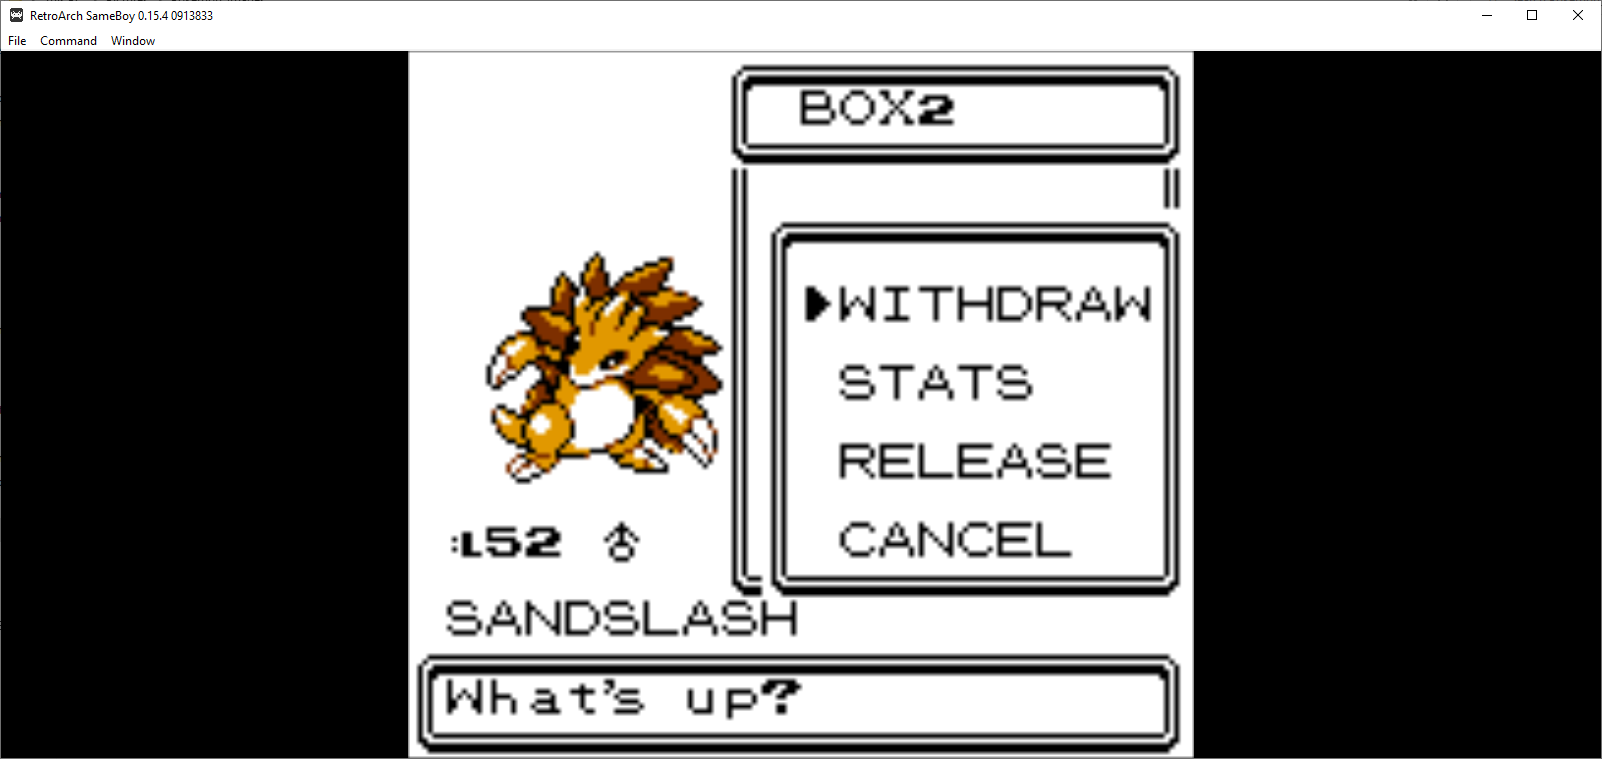 RetroArch SameBoy 0.15.4 0913833
File Command Window
BOX2
WITHDRAW
STATS
RELEASE
CANCEL
:L52 ♂
SANDSLASH
What's up?